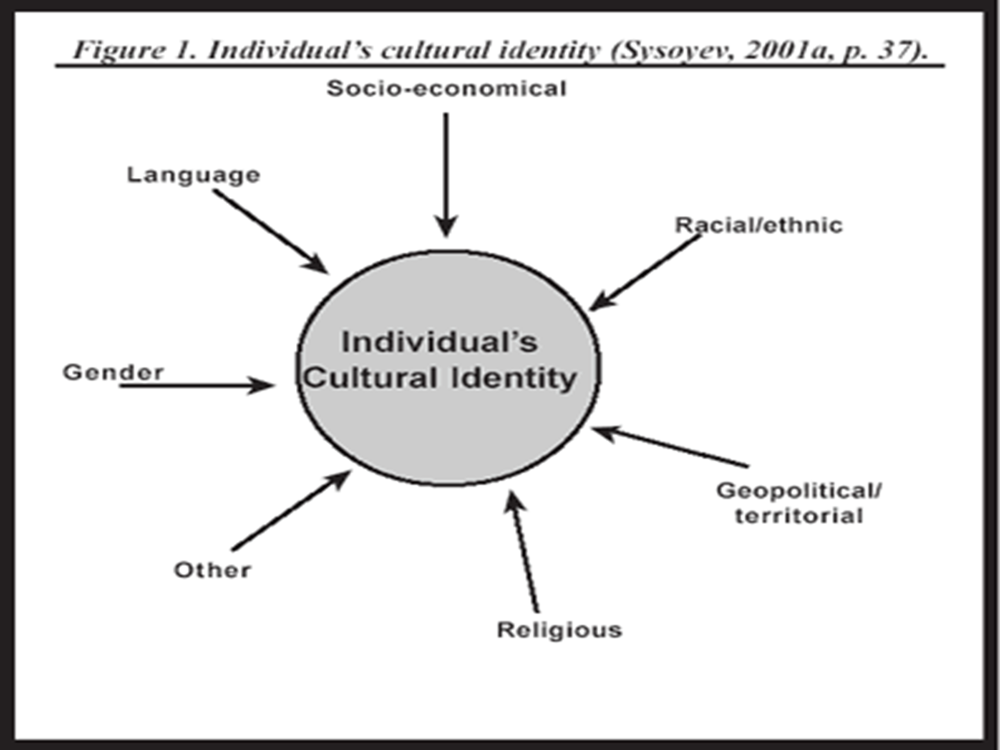 Figure 1. Individual’s cultural identity (Sysoyev, 2001a, p. 37).
Socio-economical
Language
Racial/ethnic
Individual’s
Cultural Identity
Gender
Geopolitical/
territorial
Other
Religious